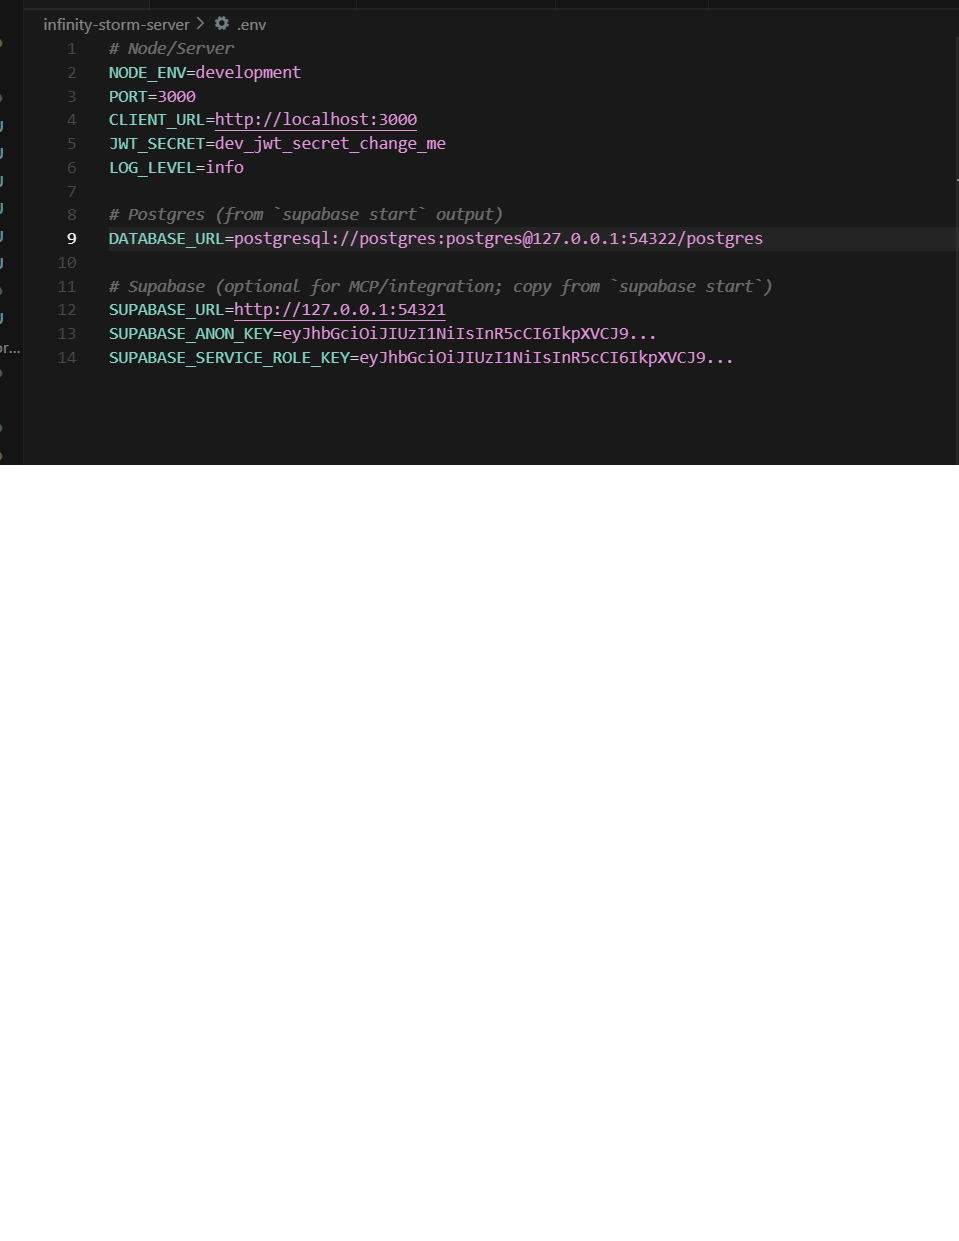 infinity-storm-server > .env
1 # Node/Server
2 NODE_ENV=development
3 PORT=3000
4 CLIENT_URL=http://localhost:3000
5 JWT_SECRET=dev_jwt_secret_change_me
6 LOG_LEVEL=info
7
8 # Postgres (from `supabase start` output)
9 DATABASE_URL=postgresql://postgres:postgres@127.0.0.1:54322/postgres
10
11 # Supabase (optional for MCP/integration; copy from `supabase start`)
12 SUPABASE_URL=http://127.0.0.1:54321
13 SUPABASE_ANON_KEY=eyJhbGciOiJIUzI1NiIsInR5cCI6IkpXVCJ9...
14 SUPABASE_SERVICE_ROLE_KEY=eyJhbGciOiJIUzI1NiIsInR5cCI6IkpXVCJ9...